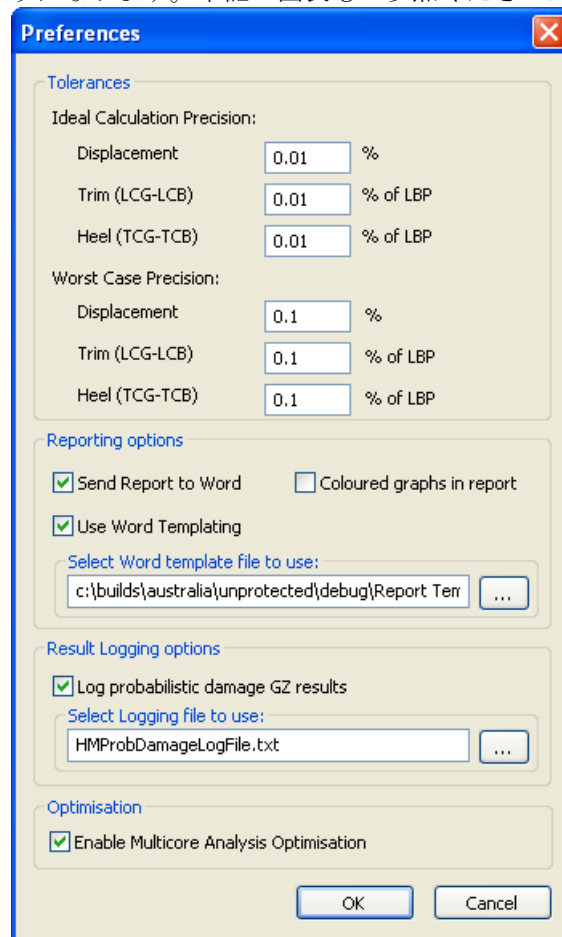 Preferences
Tolerances
Ideal Calculation Precision:
Displacement 0.01 %
Trim (LCG-LCB) 0.01 % of LBP
Heel (TCG-TCB) 0.01 % of LBP
Worst Case Precision:
Displacement 0.1 %
Trim (LCG-LCB) 0.1 % of LBP
Heel (TCG-TCB) 0.1 % of LBP
Reporting options
Send Report to Word Coloured graphs in report
Use Word Templating
Select Word template file to use:
c:\builds\australia\unprotected\debug\Report Tem ...
Result Logging options
Log probabilistic damage GZ results
Select Logging file to use:
HMProbDamageLogFile.txt ...
Optimisation
Enable Multicore Analysis Optimisation
OK Cancel